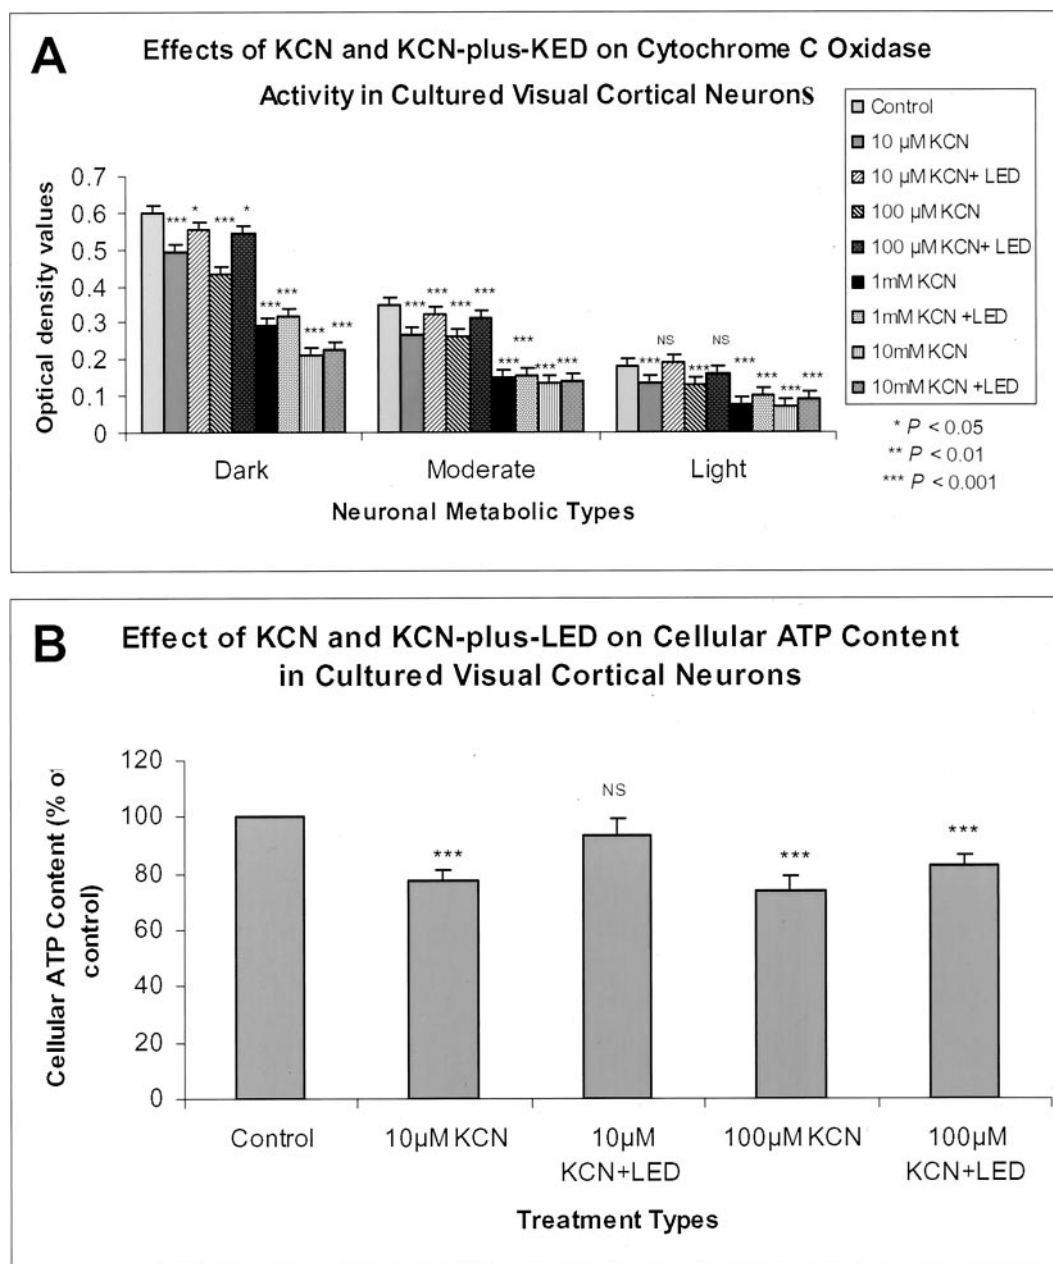 A
Effects of KCN and KCN-plus-KED on Cytochrome C Oxidase
Activity in Cultured Visual Cortical Neurons
Control
10 µM KCN
10 µM KCN+ LED
100 µM KCN
100 µM KCN+ LED
1mM KCN
1mM KCN +LED
10mM KCN
10mM KCN +LED
* P < 0.05
** P < 0.01
*** P < 0.001
Optical density values
0.7
0.6
0.5
0.4
0.3
0.2
0.1
0
*** * *** * *** *** *** ***
*** *** *** *** *** *** *** ***
*** NS *** NS *** *** *** ***
Dark Moderate Light
Neuronal Metabolic Types
B
Effect of KCN and KCN-plus-LED on Cellular ATP Content
in Cultured Visual Cortical Neurons
Cellular ATP Content (% of
control)
120
100
80
60
40
20
0
*** NS *** ***
Control 10µM KCN 10µM KCN+LED 100µM KCN 100µM KCN+LED
Treatment Types